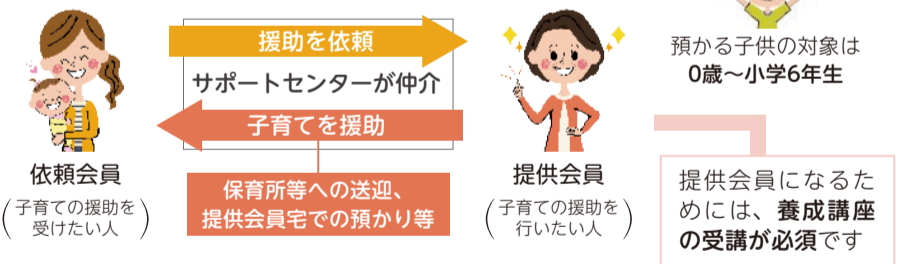 援助を依頼
サポートセンターが仲介
子育てを援助
保育所等への送迎、
提供会員宅での預かり等
依頼会員
(子育ての援助を
受けたい人)
提供会員
(子育ての援助を
行いたい人)
預かる子供の対象は
0歳〜小学6年生
提供会員になるた
めには、養成講座
の受講が必須です